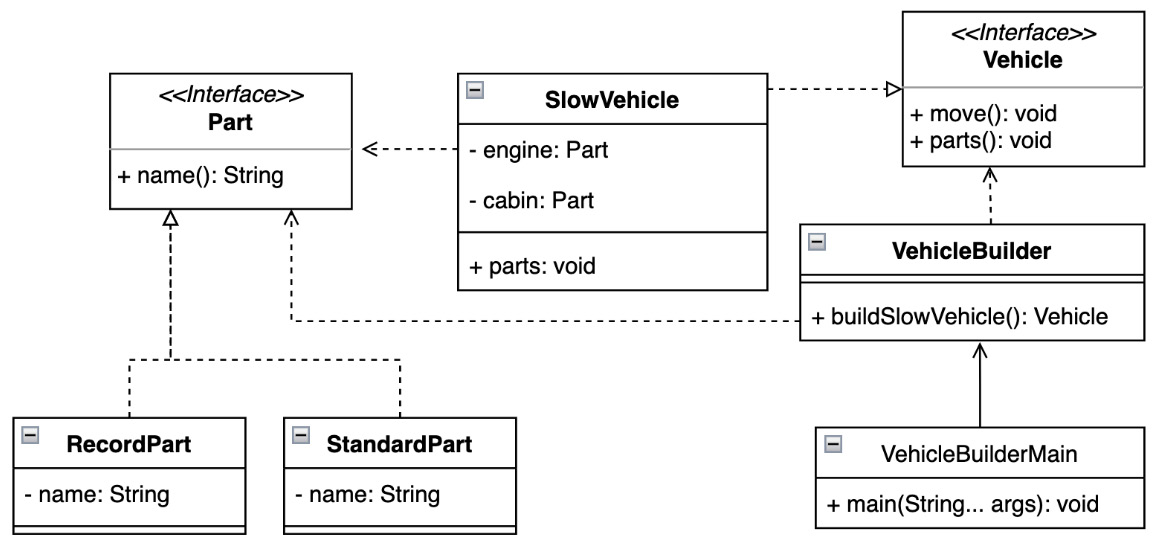 <<Interface>>
Part
+ name(): String
SlowVehicle
- engine: Part
- cabin: Part
+ parts: void
<<Interface>>
Vehicle
+ move(): void
+ parts(): void
VehicleBuilder
+ buildSlowVehicle(): Vehicle
RecordPart
- name: String
StandardPart
- name: String
VehicleBuilderMain
+ main(String... args): void